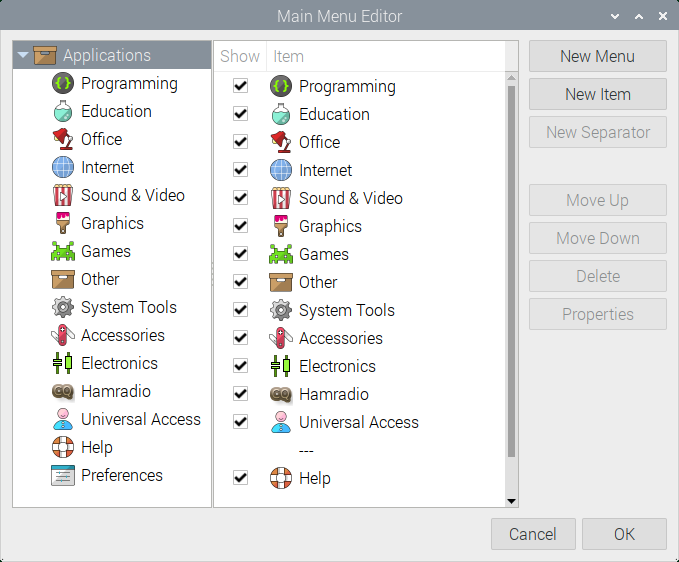 Main Menu Editor
Applications
Programming
Education
Office
Internet
Sound & Video
Graphics
Games
Other
System Tools
Accessories
Electronics
Hamradio
Universal Access
Help
Preferences
Show Item
Programming
Education
Office
Internet
Sound & Video
Graphics
Games
Other
System Tools
Accessories
Electronics
Hamradio
Universal Access
---
Help
New Menu
New Item
New Separator
Move Up
Move Down
Delete
Properties
Cancel OK